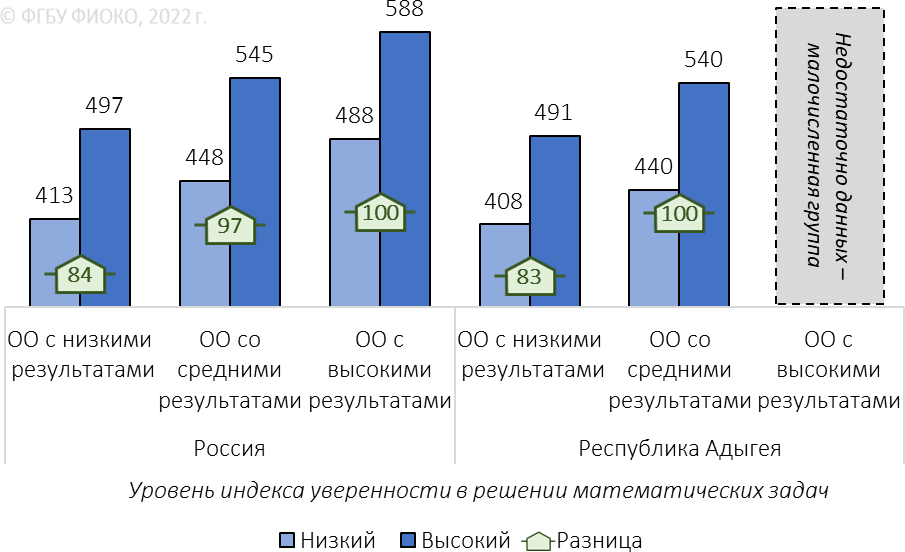 © ФГБУ ФИОКО, 2022 г.
413
497
84
448
545
97
488
588
100
408
491
83
440
540
100
Недостаточно данных –
малочисленная группа
ОО с низкими
результатами
ОО со
средними
результатами
ОО с
высокими
результатами
ОО с низкими
результатами
ОО со
средними
результатами
ОО с
высокими
результатами
Россия
Республика Адыгея
Уровень индекса уверенности в решении математических задач
Низкий
Высокий
Разница